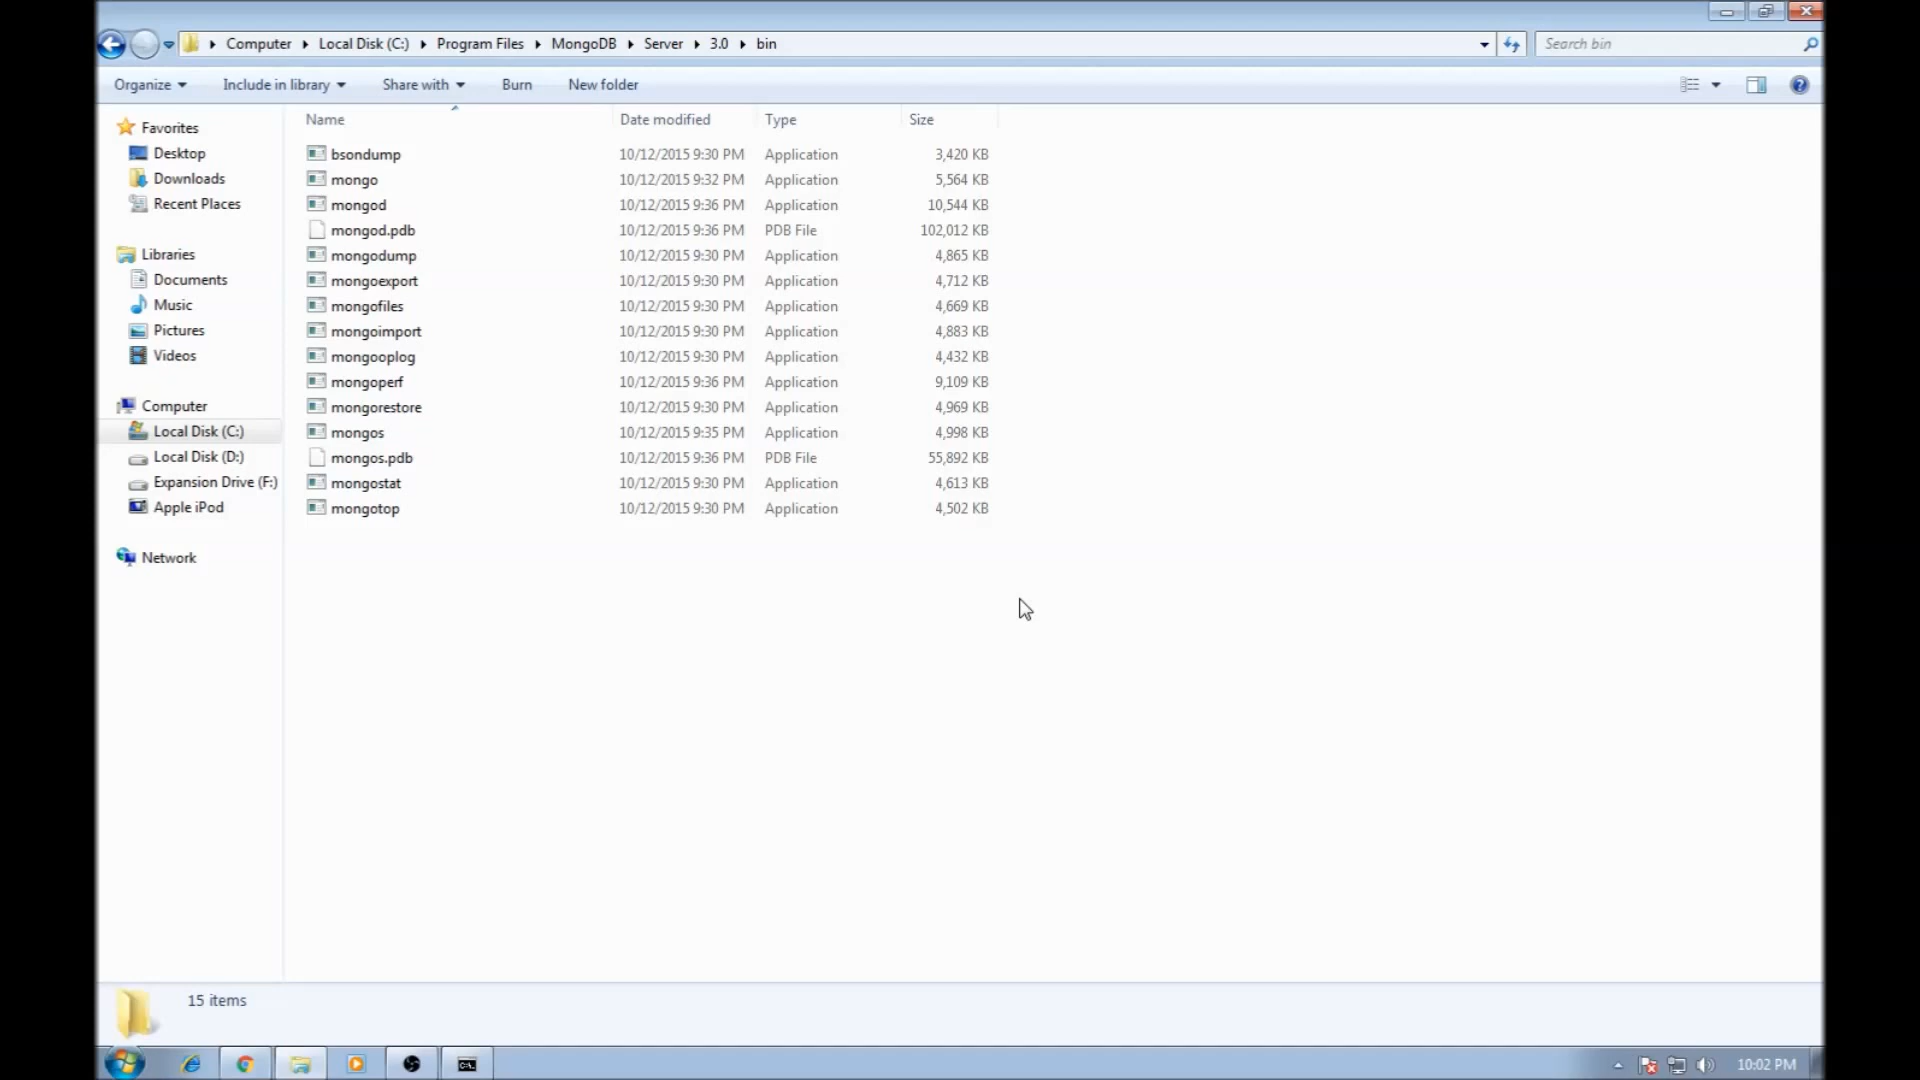 Computer Local Disk (C:) Program Files MongoDB Server 3.0 bin Search bin
Organize Include in library Share with Burn New folder
Name Date modified Type Size
Favorites
Desktop
Downloads
Recent Places
Libraries
Documents
Music
Pictures
Videos
Computer
Local Disk (C:)
Local Disk (D:)
Expansion Drive (F:)
Apple iPod
Network
bsondump 10/12/2015 9:30 PM Application 3,420 KB
mongo 10/12/2015 9:32 PM Application 5,564 KB
mongod 10/12/2015 9:36 PM Application 10,544 KB
mongod.pdb 10/12/2015 9:36 PM PDB File 102,012 KB
mongodump 10/12/2015 9:30 PM Application 4,865 KB
mongoexport 10/12/2015 9:30 PM Application 4,712 KB
mongofiles 10/12/2015 9:30 PM Application 4,669 KB
mongoimport 10/12/2015 9:30 PM Application 4,883 KB
mongooplog 10/12/2015 9:30 PM Application 4,432 KB
mongoperf 10/12/2015 9:36 PM Application 9,109 KB
mongorestore 10/12/2015 9:30 PM Application 4,969 KB
mongos 10/12/2015 9:35 PM Application 4,998 KB
mongos.pdb 10/12/2015 9:36 PM PDB File 55,892 KB
mongostat 10/12/2015 9:30 PM Application 4,613 KB
mongotop 10/12/2015 9:30 PM Application 4,502 KB
15 items
10:02 PM